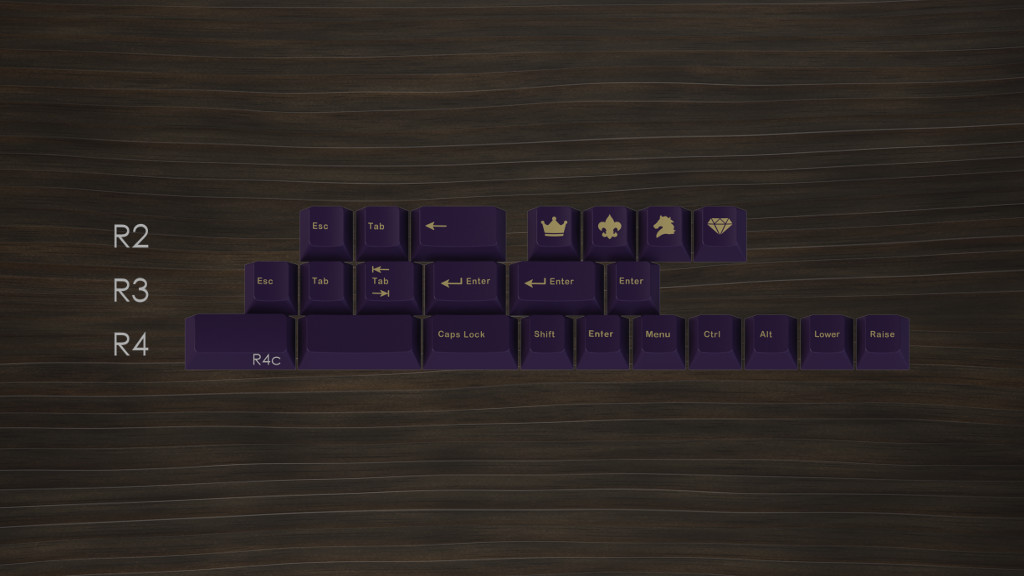 R2
Esc Tab ←
R3
Esc Tab Tab Enter Enter Enter
R4
R4c
Caps Lock Shift Enter Menu Ctrl Alt Lower Raise